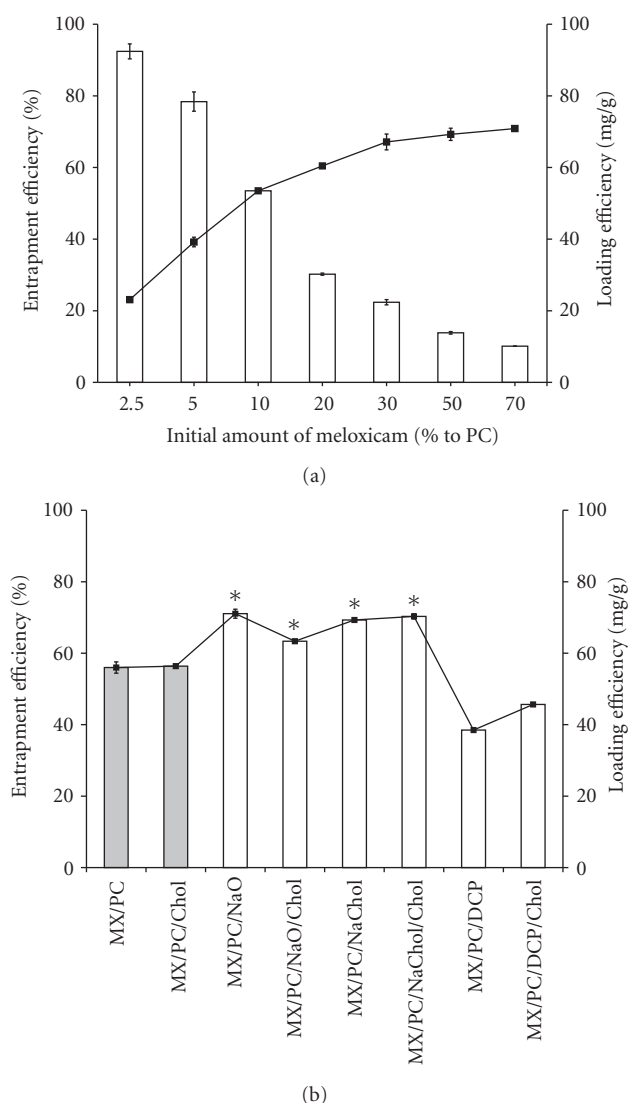 100
80
60
40
20
0
Entrapment efficiency (%)
100
80
60
40
20
0
Loading efficiency (mg/g)
2.5 5 10 20 30 50 70
Initial amount of meloxicam (% to PC)
(a)
100
80
60
40
20
0
Entrapment efficiency (%)
* * * *
100
80
60
40
20
0
Loading efficiency (mg/g)
MX/PC
MX/PC/Chol
MX/PC/NaO
MX/PC/NaO/Chol
MX/PC/NaChol
MX/PC/NaChol/Chol
MX/PC/DCP
MX/PC/DCP/Chol
(b)